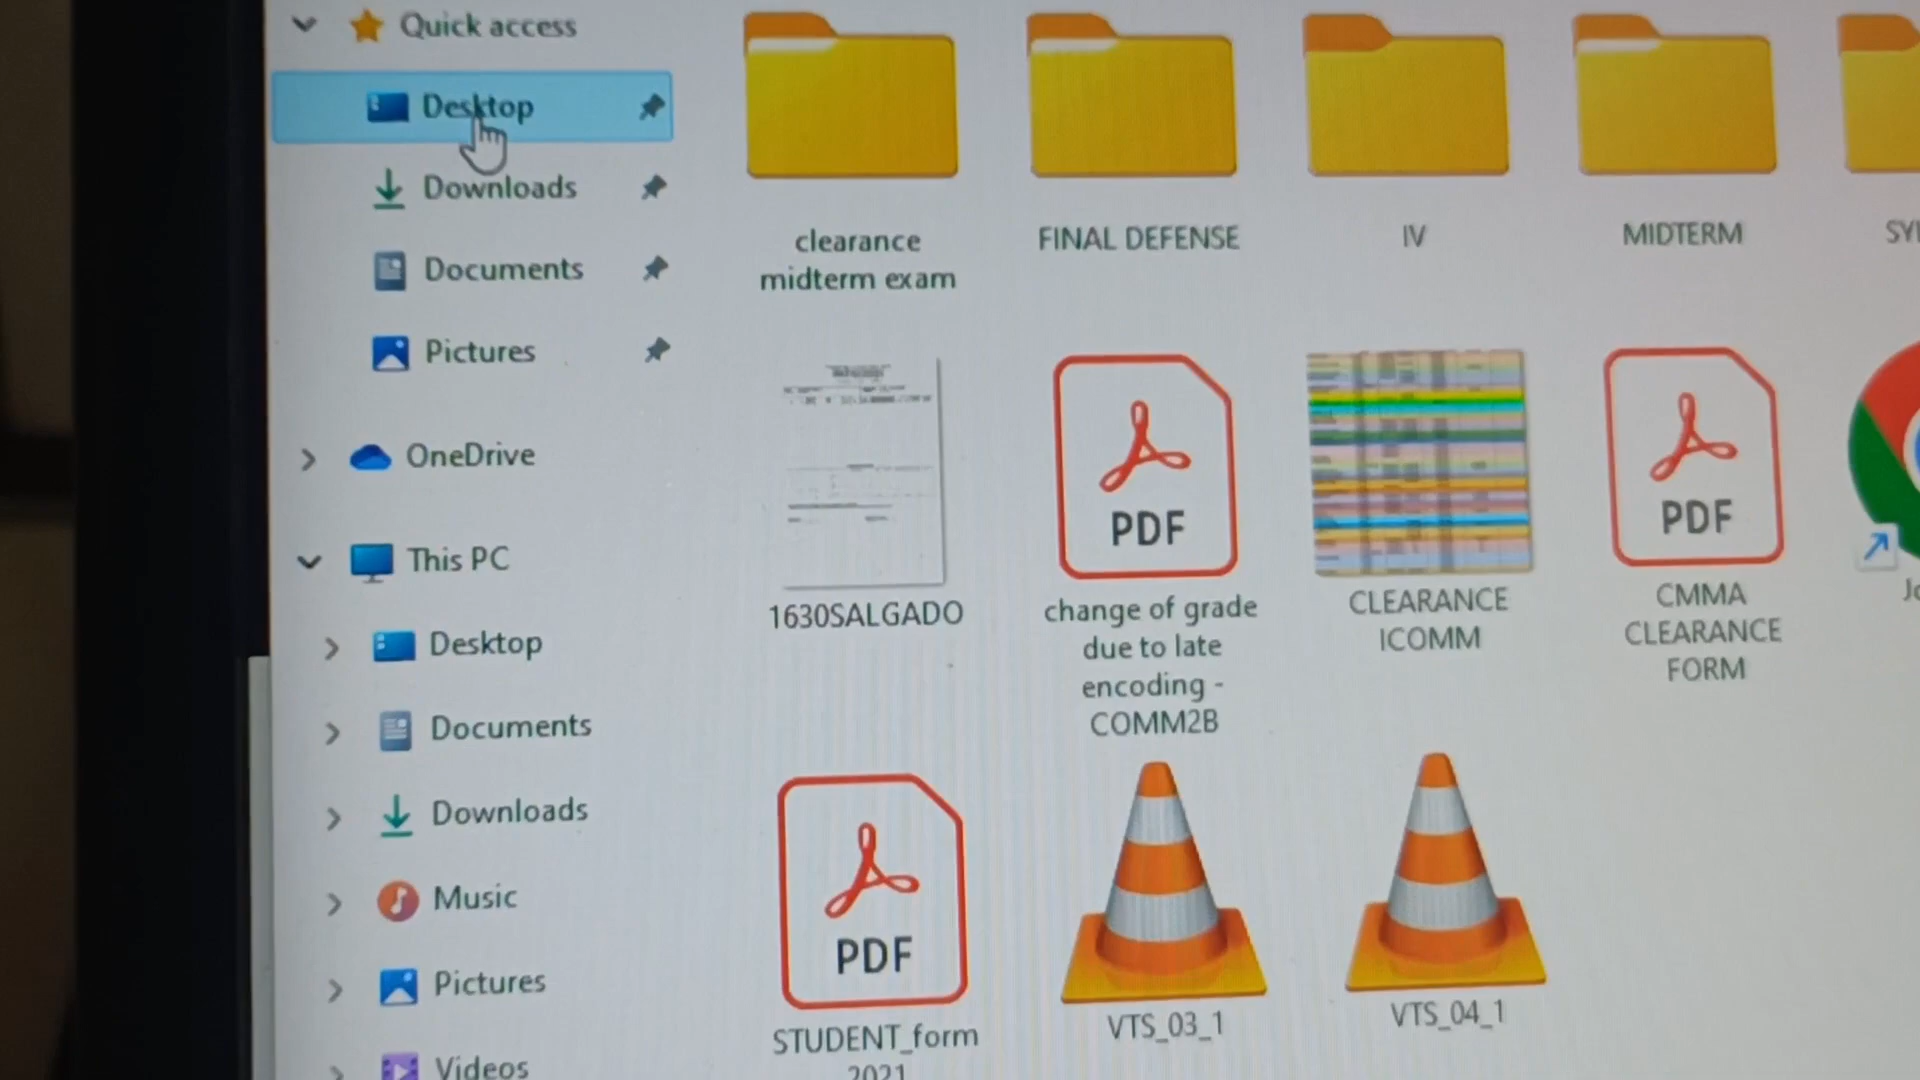 Quick access
Desktop
Downloads
Documents
Pictures
OneDrive
This PC
Desktop
Documents
Downloads
Music
Pictures
Videos
clearance
midterm exam
FINAL DEFENSE
IV
MIDTERM
1630SALGADO
PDF
change of grade
due to late
encoding -
COMM2B
CLEARANCE
ICOMM
PDF
CMMA
CLEARANCE
FORM
PDF
STUDENT_form
2021
VTS_03_1
VTS_04_1